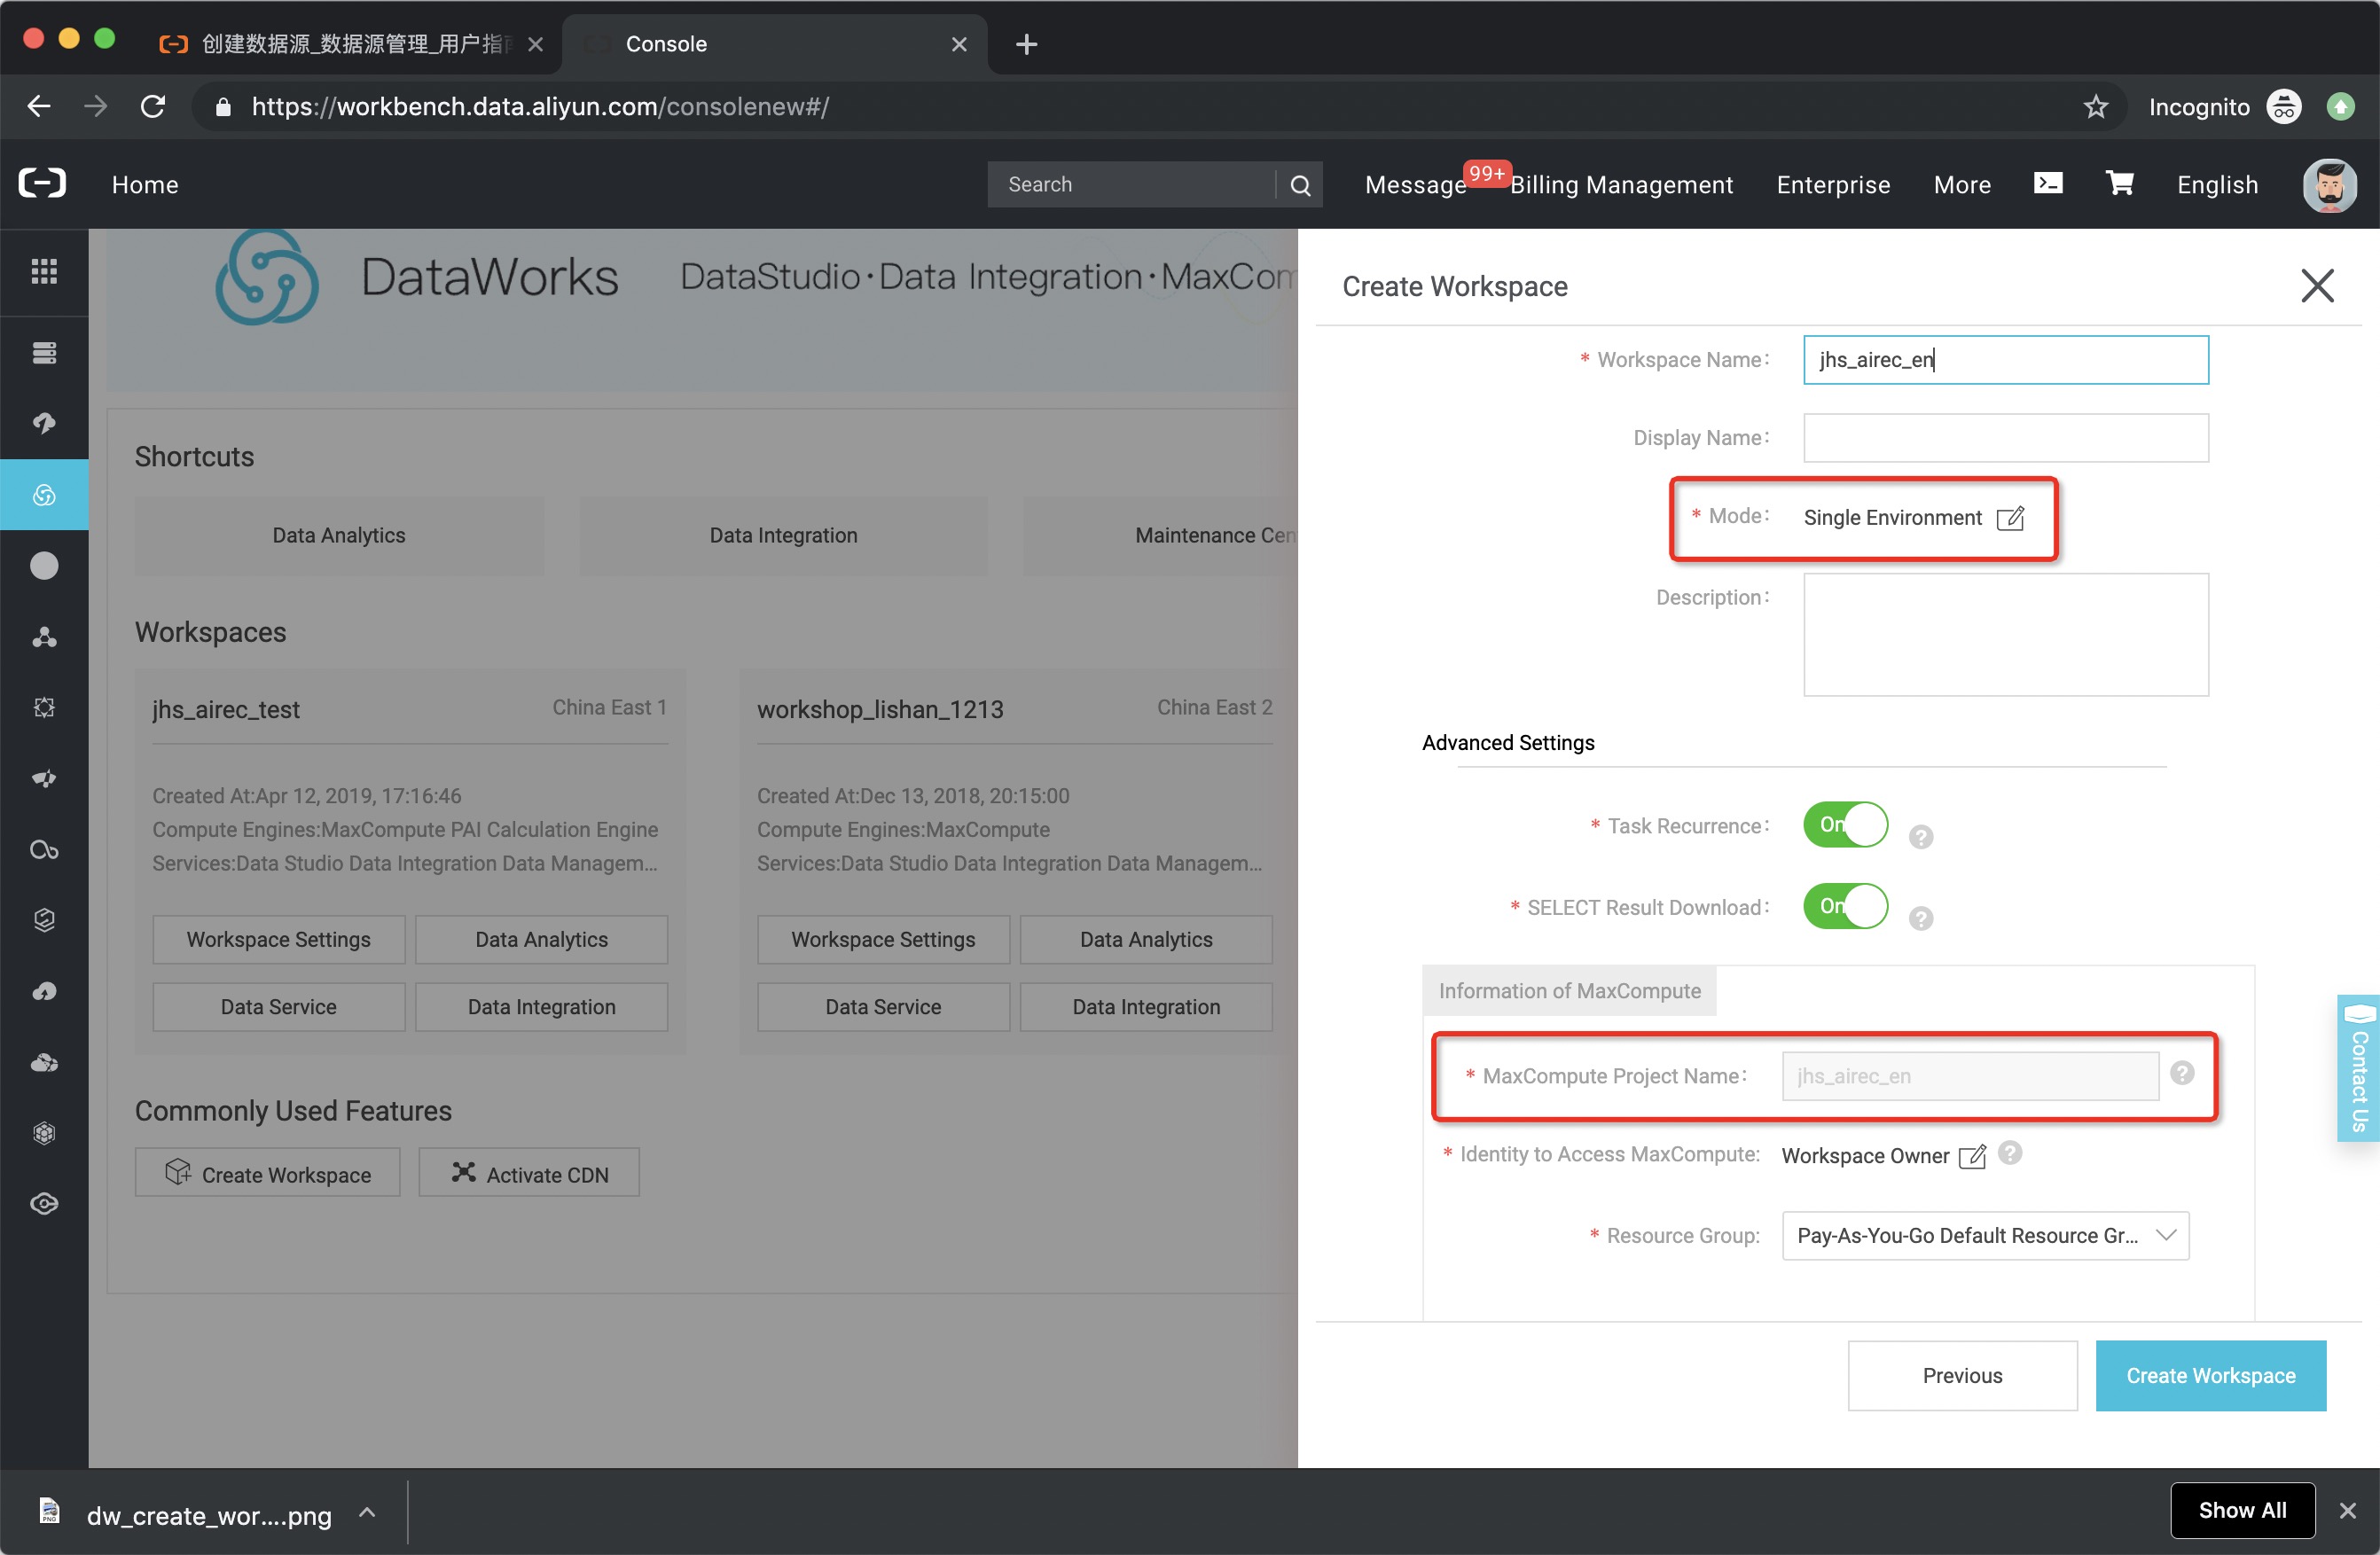 创建数据源_数据源管理_用户指南
Console
https://workbench.data.aliyun.com/consolenew#/
Incognito
Home
Search
Message
99+
Billing Management
Enterprise
More
English
DataWorks
DataStudio·Data Integration·MaxCom
Shortcuts
Data Analytics
Data Integration
Maintenance Cen
Workspaces
jhs_airec_test
China East 1
Created At:Apr 12, 2019, 17:16:46
Compute Engines:MaxCompute PAI Calculation Engine
Services:Data Studio Data Integration Data Managem...
Workspace Settings
Data Analytics
Data Service
Data Integration
workshop_lishan_1213
China East 2
Created At:Dec 13, 2018, 20:15:00
Compute Engines:MaxCompute
Services:Data Studio Data Integration Data Managem...
Workspace Settings
Data Analytics
Data Service
Data Integration
Commonly Used Features
Create Workspace
Activate CDN
Create Workspace
* Workspace Name:
jhs_airec_en
Display Name:
* Mode:
Single Environment
Description:
Advanced Settings
* Task Recurrence:
On
?
* SELECT Result Download:
On
?
Information of MaxCompute
* MaxCompute Project Name:
jhs_airec_en
?
* Identity to Access MaxCompute:
Workspace Owner
?
* Resource Group:
Pay-As-You-Go Default Resource Gr...
Previous
Create Workspace
Contact Us
dw_create_wor....png
Show All